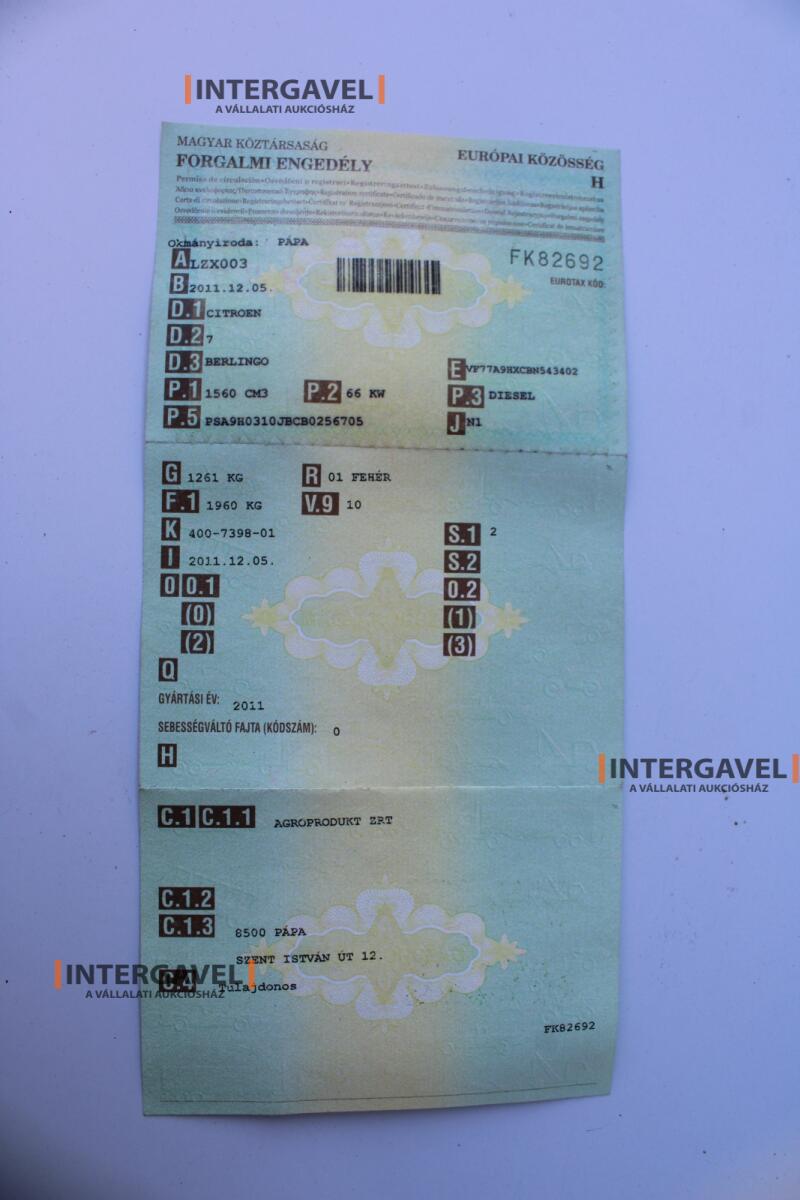 INTERGAVEL
A VÁLLALATI AUKCIÓSHÁZ
MAGYAR KÖZTÁRSASÁG
FORGALMI ENGEDÉLY
EURÓPAI KÖZÖSSÉG
H
Okmányiroda: PÁPA
A LZX003
FK82692
B 2011.12.05.
EUROTAX KÓD:
D.1 CITROEN
D.2 7
D.3 BERLINGO
E VF77A9HXCBN543402
P.1 1560 CM3 P.2 66 KW P.3 DIESEL
P.5 PSA9H0310JBCB0256705 J N1
G 1261 KG R 01 FEHÉR
F.1 1960 KG V.9 10
K 400-7398-01 S.1 2
I 2011.12.05. S.2
O O.1 O.2
(0) (1)
(2) (3)
Q
GYÁRTÁSI ÉV: 2011
SEBESSÉGVÁLTÓ FAJTA (KÓDSZÁM): 0
H
INTERGAVEL
A VÁLLALATI AUKCIÓSHÁZ
C.1 C.1.1 AGROPRODUKT ZRT
C.1.2
C.1.3 8500 PÁPA
SZENT ISTVÁN ÚT 12.
INTERGAVEL
A VÁLLALATI AUKCIÓSHÁZ
C.4 Tulajdonos
FK82692